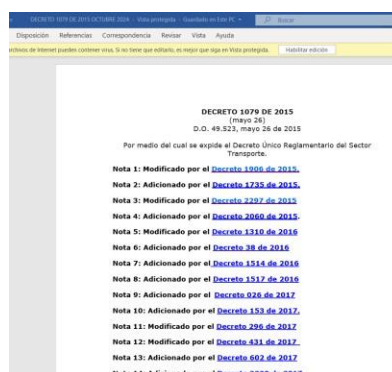 DECRETO 1079 DE 2015 OCTUBRE 2024 - Vista protegida - Guardado en Este PC
Buscar
Disposición Referencias Correspondencia Revisar Vista Ayuda
archivos de Internet pueden contener virus. Si no tiene que editarlo, es mejor que siga en Vista protegida. Habilitar edición
DECRETO 1079 DE 2015
(mayo 26)
D.O. 49.523, mayo 26 de 2015
Por medio del cual se expide el Decreto Único Reglamentario del Sector
Transporte.
Nota 1: Modificado por el Decreto 1906 de 2015.
Nota 2: Adicionado por el Decreto 1735 de 2015.
Nota 3: Modificado por el Decreto 2297 de 2015
Nota 4: Adicionado por el Decreto 2060 de 2015.
Nota 5: Modificado por el Decreto 1310 de 2016
Nota 6: Adicionado por el Decreto 38 de 2016
Nota 7: Adicionado por el Decreto 1514 de 2016
Nota 8: Adicionado por el Decreto 1517 de 2016
Nota 9: Adicionado por el Decreto 026 de 2017
Nota 10: Adicionado por el Decreto 153 de 2017.
Nota 11: Modificado por el Decreto 296 de 2017
Nota 12: Modificado por el Decreto 431 de 2017
Nota 13: Adicionado por el Decreto 602 de 2017